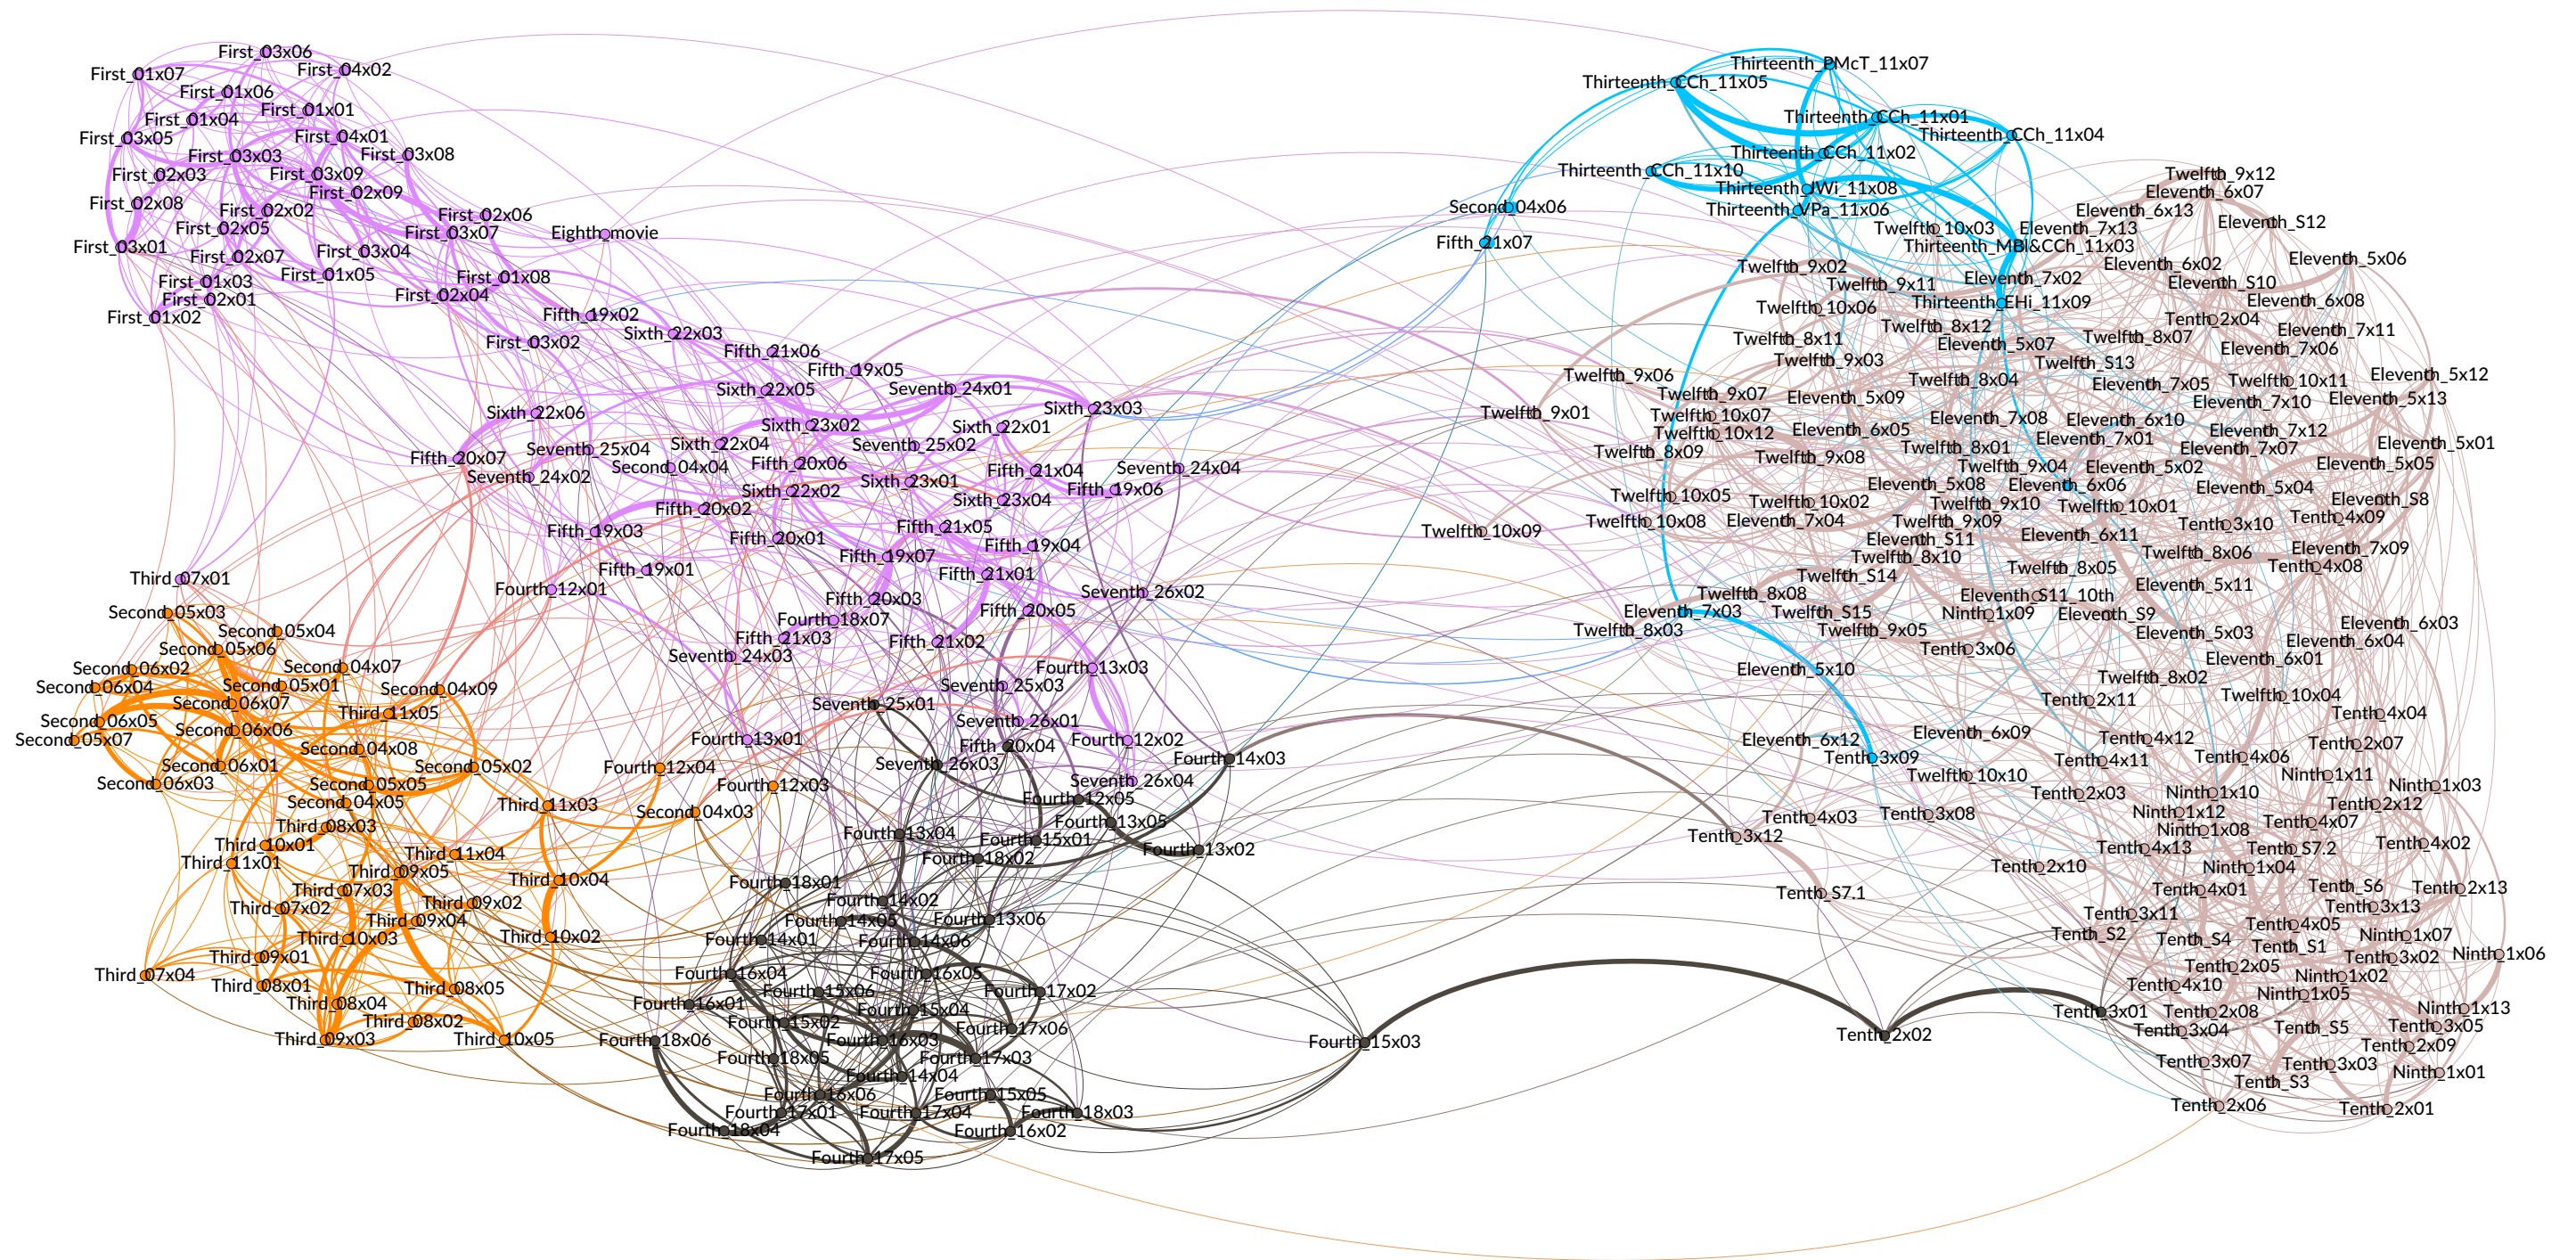 First_03x06
First_01x07
First_04x02
First_01x06
First_01x01
First_01x04
First_03x05
First_04x01
First_03x03
First_03x08
First_02x03
First_03x09
First_02x09
First_02x08
First_02x02
First_02x06
First_02x05
First_03x07
First_03x01
First_03x04
First_02x07
First_01x05
First_01x03
First_01x08
First_02x01
First_02x04
First_01x02
First_03x02
Eighth_movie
Fifth_19x02
Sixth_22x03
Fifth_21x06
Fifth_19x05
Sixth_22x05
Seventh_24x01
Sixth_22x06
Sixth_23x03
Sixth_23x02
Sixth_22x01
Sixth_22x04
Seventh_25x02
Seventh_25x04
Fifth_20x07
Second_04x04
Fifth_20x06
Fifth_21x04
Seventh_24x04
Seventh_24x02
Sixth_23x01
Sixth_22x02
Fifth_19x06
Sixth_23x04
Fifth_20x02
Fifth_19x03
Fifth_21x05
Fifth_20x01
Fifth_19x04
Fifth_19x07
Fifth_19x01
Fifth_21x01
Fourth_12x01
Seventh_26x02
Fifth_20x03
Fifth_20x05
Fourth_18x07
Fifth_21x03
Fifth_21x02
Seventh_24x03
Fourth_13x03
Seventh_25x03
Seventh_25x01
Seventh_26x01
Fourth_13x01
Fifth_20x04
Fourth_12x02
Fourth_14x03
Seventh_26x03
Seventh_26x04
Third_07x01
Second_05x03
Second_05x04
Second_05x06
Second_06x02
Second_04x07
Second_06x04
Second_05x01
Second_04x09
Second_06x07
Third_11x05
Second_06x05
Second_06x06
Second_05x07
Second_04x08
Second_06x01
Second_05x02
Second_06x03
Second_05x05
Second_04x05
Third_11x03
Fourth_12x04
Fourth_12x03
Second_04x03
Third_08x03
Third_10x01
Third_11x01
Third_11x04
Third_09x05
Third_10x04
Third_07x03
Third_07x02
Third_09x02
Third_09x04
Third_10x03
Third_10x02
Third_09x01
Third_07x04
Third_08x01
Third_08x05
Third_08x04
Third_08x02
Third_09x03
Third_10x05
Fourth_12x05
Fourth_13x05
Fourth_13x04
Fourth_15x01
Fourth_13x02
Fourth_18x02
Fourth_18x01
Fourth_14x02
Fourth_14x05
Fourth_13x06
Fourth_14x01
Fourth_14x06
Fourth_16x04
Fourth_16x05
Fourth_15x06
Fourth_17x02
Fourth_16x01
Fourth_15x04
Fourth_15x02
Fourth_17x06
Fourth_18x06
Fourth_16x03
Fourth_15x03
Fourth_18x05
Fourth_17x03
Fourth_14x04
Fourth_16x06
Fourth_15x05
Fourth_17x01
Fourth_17x04
Fourth_18x03
Fourth_18x04
Fourth_16x02
Fourth_17x05
Thirteenth_PMcT_11x07
Thirteenth_CCh_11x05
Thirteenth_CCh_11x01
Thirteenth_CCh_11x04
Thirteenth_CCh_11x02
Thirteenth_CCh_11x10
Thirteenth_JWi_11x08
Second_04x06
Thirteenth_VPa_11x06
Fifth_21x07
Twelfth_9x12
Eleventh_6x07
Eleventh_6x13
Eleventh_S12
Twelfth_10x03
Eleventh_7x13
Thirteenth_MBl&CCh_11x03
Eleventh_5x06
Twelfth_9x02
Eleventh_6x02
Twelfth_9x11
Eleventh_7x02
Eleventh_S10
Thirteenth_EHi_11x09
Eleventh_6x08
Twelfth_10x06
Tenth_2x04
Twelfth_8x12
Eleventh_7x11
Twelfth_8x11
Twelfth_8x07
Eleventh_5x07
Eleventh_7x06
Twelfth_9x03
Twelfth_S13
Twelfth_9x06
Eleventh_5x12
Twelfth_8x04
Eleventh_7x05
Twelfth_10x11
Twelfth_9x07
Eleventh_5x09
Eleventh_7x10
Eleventh_5x13
Twelfth_9x01
Twelfth_10x07
Eleventh_7x08
Eleventh_6x10
Twelfth_10x12
Eleventh_6x05
Eleventh_7x12
Eleventh_7x01
Eleventh_5x01
Twelfth_8x09
Twelfth_8x01
Eleventh_7x07
Twelfth_9x08
Twelfth_9x04
Eleventh_5x02
Eleventh_5x05
Eleventh_5x08
Eleventh_6x06
Eleventh_5x04
Twelfth_10x05
Twelfth_10x02
Twelfth_9x10
Twelfth_10x01
Eleventh_S8
Twelfth_10x09
Twelfth_10x08
Eleventh_7x04
Twelfth_9x09
Tenth_3x10
Tenth_4x09
Eleventh_S11
Eleventh_6x11
Twelfth_8x10
Twelfth_8x06
Eleventh_7x09
Twelfth_S14
Twelfth_8x05
Tenth_4x08
Twelfth_8x08
Eleventh_S11_10th
Eleventh_5x11
Eleventh_7x03
Twelfth_S15
Ninth_1x09
Eleventh_S9
Twelfth_8x03
Twelfth_9x05
Eleventh_5x03
Eleventh_6x03
Eleventh_6x04
Tenth_3x06
Eleventh_6x01
Eleventh_5x10
Twelfth_8x02
Twelfth_10x04
Tenth_2x11
Tenth_4x04
Eleventh_6x12
Eleventh_6x09
Tenth_4x12
Tenth_2x07
Tenth_3x09
Tenth_4x11
Tenth_4x06
Twelfth_10x10
Ninth_1x11
Ninth_1x03
Tenth_2x03
Ninth_1x10
Tenth_2x12
Tenth_4x03
Tenth_3x08
Ninth_1x12
Tenth_4x07
Tenth_3x12
Ninth_1x08
Tenth_4x13
Tenth_S7.2
Tenth_4x02
Tenth_2x10
Ninth_1x04
Tenth_S7.1
Tenth_4x01
Tenth_S6
Tenth_2x13
Tenth_3x11
Tenth_3x13
Tenth_4x05
Tenth_S2
Tenth_S4
Ninth_1x07
Tenth_S1
Tenth_3x02
Ninth_1x06
Tenth_2x05
Ninth_1x02
Tenth_4x10
Ninth_1x05
Tenth_3x01
Tenth_2x08
Ninth_1x13
Tenth_2x02
Tenth_3x04
Tenth_S5
Tenth_3x05
Tenth_2x09
Tenth_3x07
Tenth_3x03
Ninth_1x01
Tenth_S3
Tenth_2x06
Tenth_2x01